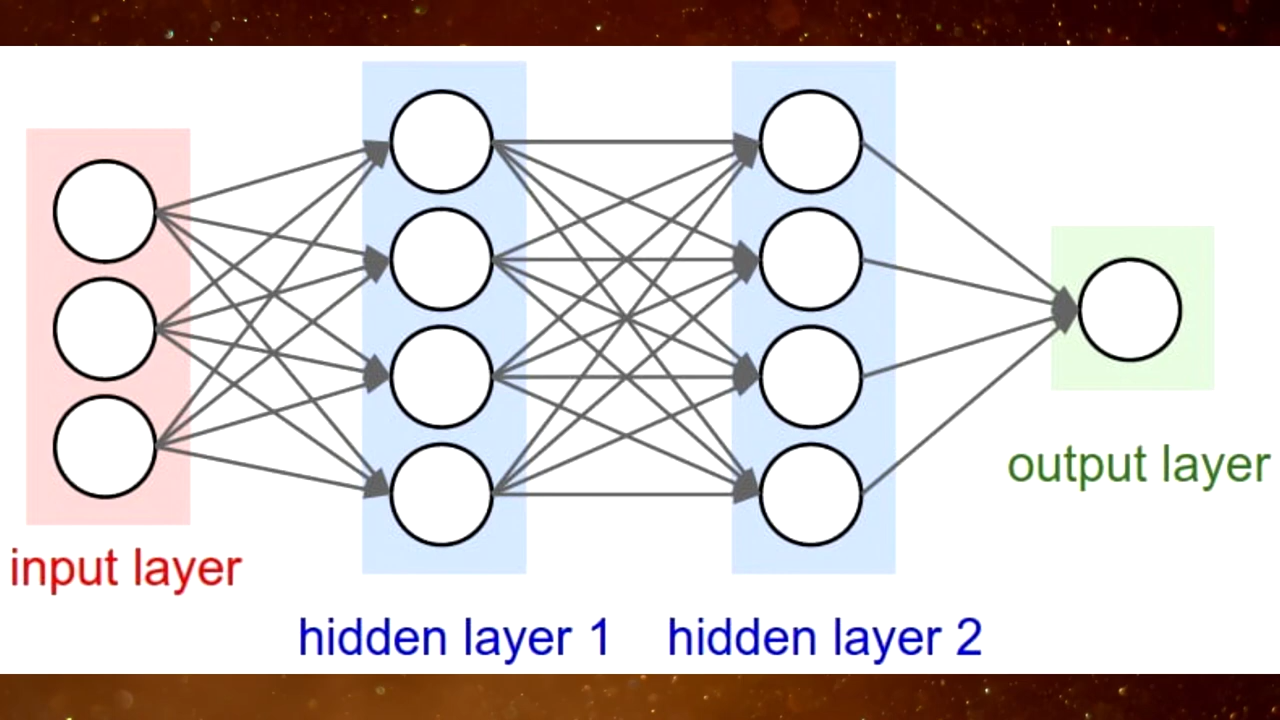 input layer
hidden layer 1
hidden layer 2
output layer